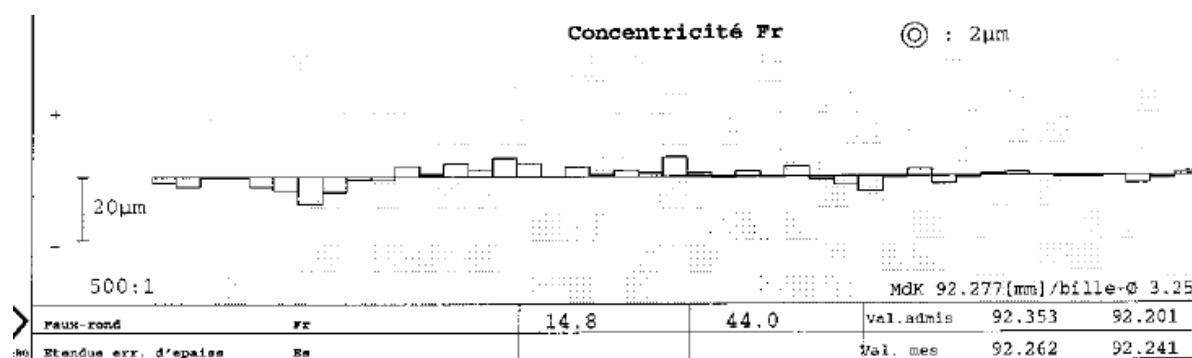 Concentricité Fr ◎ : 2µm
+
20µm
−
500:1
MdK 92.277[mm]/bille-Ø 3.25
Faux-rond Fr 14.8 44.0 Val.admis 92.353 92.201
Etendue err. d'epaiss Es Val. mes 92.262 92.241